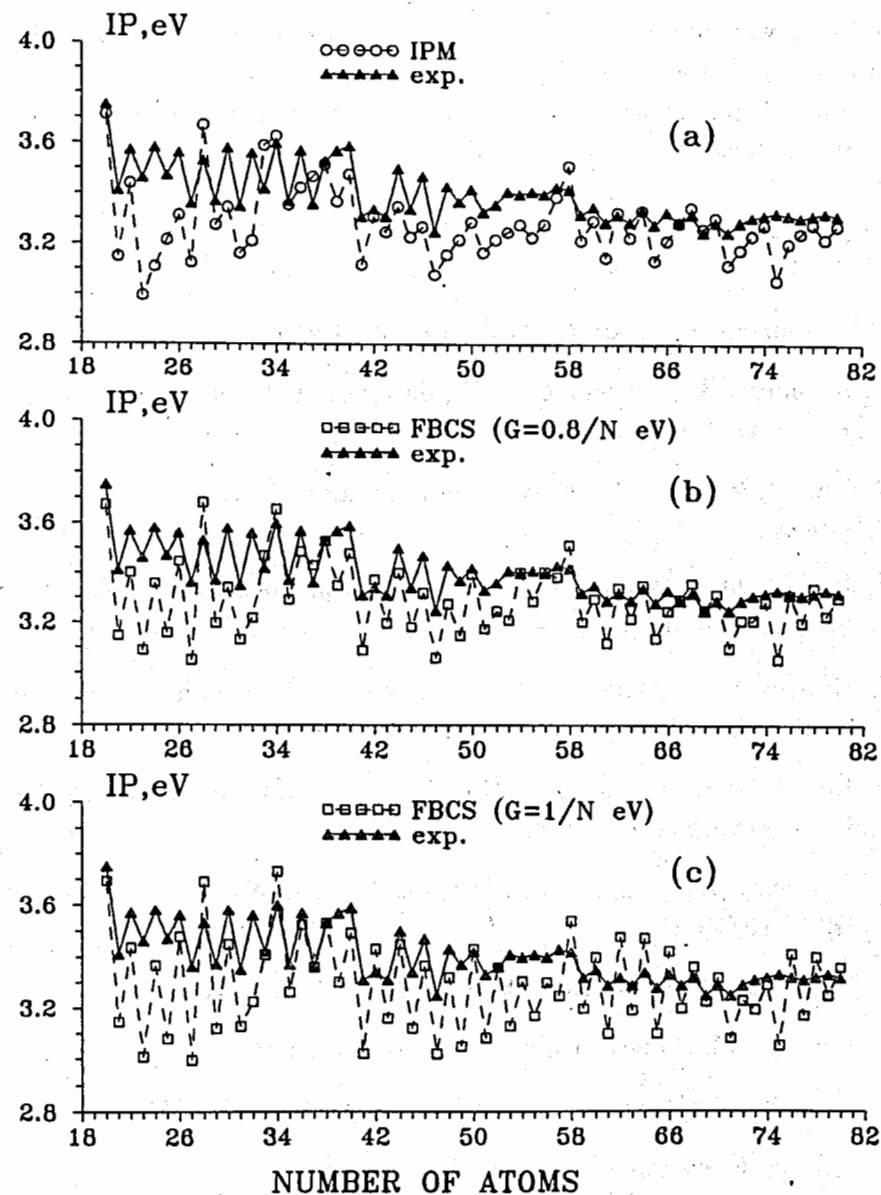 IP,eV
4.0
IPM
exp.
(a)
3.6
3.2
2.8
18 26 34 42 50 58 66 74 82
IP,eV
4.0
FBCS (G=0.8/N eV)
exp.
(b)
3.6
3.2
2.8
18 26 34 42 50 58 66 74 82
IP,eV
4.0
FBCS (G=1/N eV)
exp.
(c)
3.6
3.2
2.8
18 26 34 42 50 58 66 74 82
NUMBER OF ATOMS